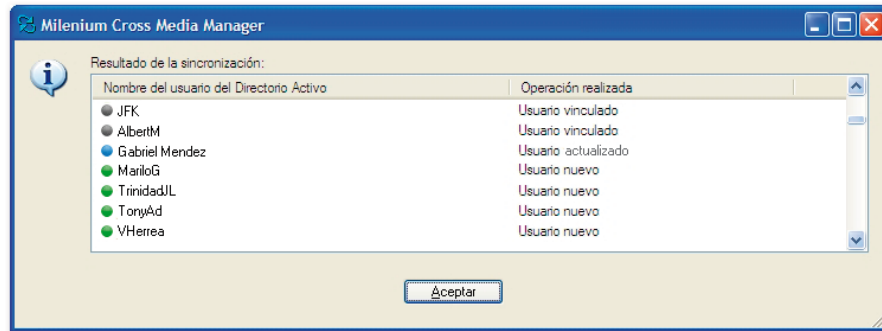 Milenium Cross Media Manager
Resultado de la sincronización:
Nombre del usuario del Directorio Activo Operación realizada
JFK Usuario vinculado
AlbertM Usuario vinculado
Gabriel Mendez Usuario actualizado
MariloG Usuario nuevo
TrinidadJL Usuario nuevo
TonyAd Usuario nuevo
VHerrea Usuario nuevo
Aceptar